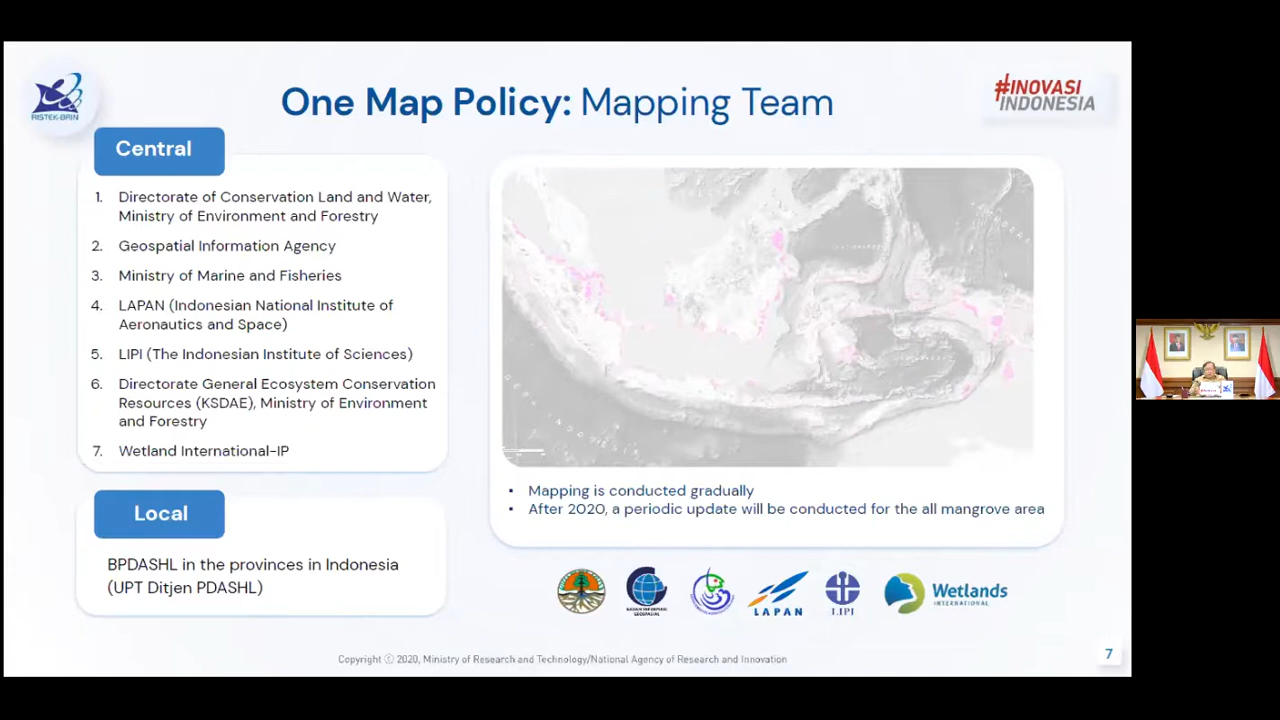 RISTEK-BRIN
One Map Policy: Mapping Team
#INOVASI
INDONESIA
Central
1. Directorate of Conservation Land and Water,
Ministry of Environment and Forestry
2. Geospatial Information Agency
3. Ministry of Marine and Fisheries
4. LAPAN (Indonesian National Institute of
Aeronautics and Space)
5. LIPI (The Indonesian Institute of Sciences)
6. Directorate General Ecosystem Conservation
Resources (KSDAE), Ministry of Environment
and Forestry
7. Wetland International-IP
Local
BPDASHL in the provinces in Indonesia
(UPT Ditjen PDASHL)
• Mapping is conducted gradually
• After 2020, a periodic update will be conducted for the all mangrove area
BADAN INFORMASI
GEOSPASIAL
LAPAN
LIPI
Wetlands
INTERNATIONAL
Copyright ⓒ 2020, Ministry of Research and Technology/National Agency of Research and Innovation
7